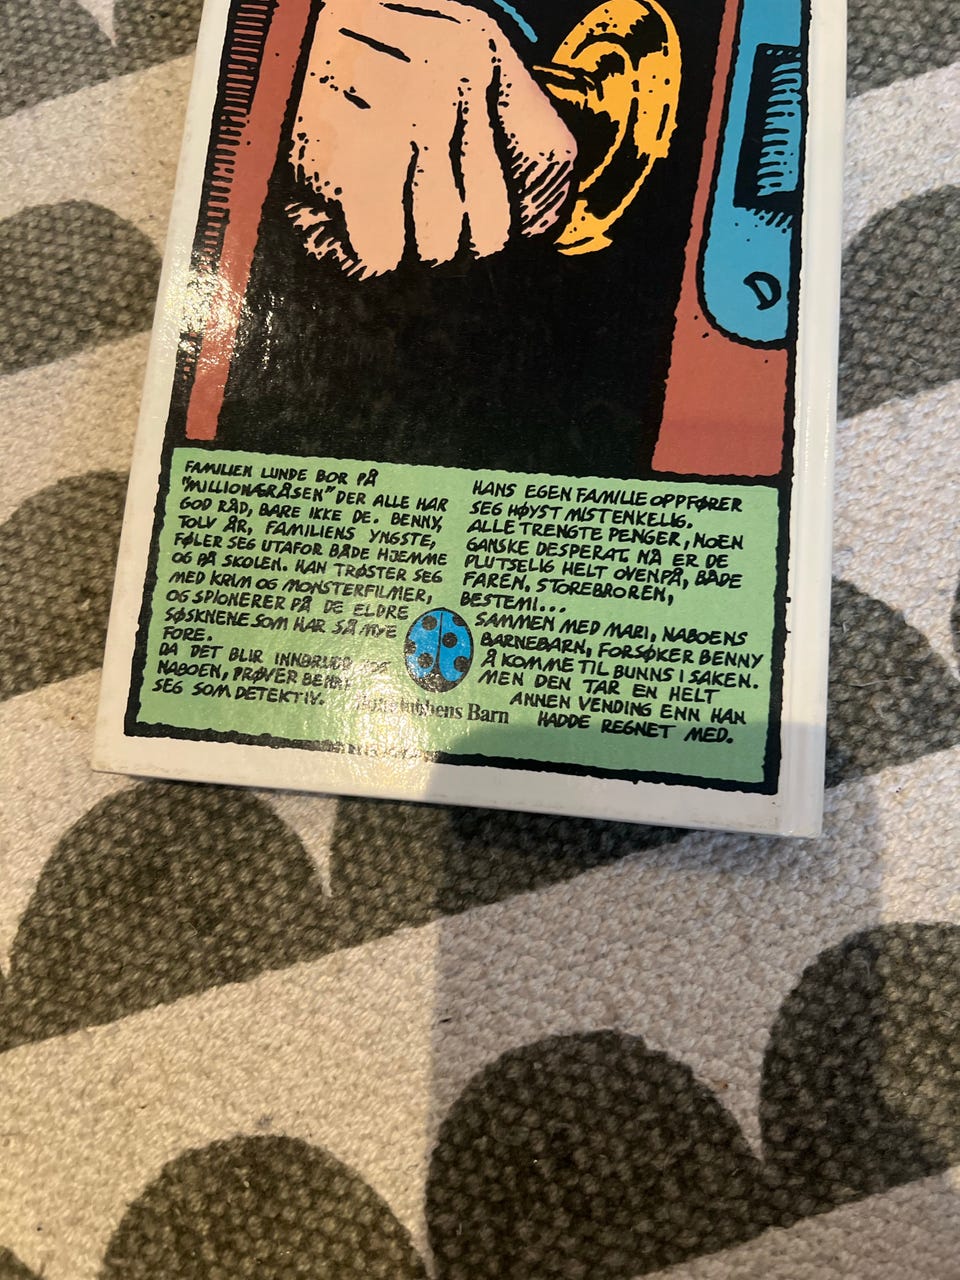 FAMILIEN LUNDE BOR PÅ
"MILLIONÆRÅSEN" DER ALLE HAR
GOD RÅD, BARE IKKE DE. BENNY,
TOLV ÅR, FAMILIENS YNGSTE,
FØLER SEG UTAFOR BÅDE HJEMME
OG PÅ SKOLEN. HAN TRØSTER SEG
MED KRIM OG MONSTERFILMER,
OG SPIONERER PÅ DE ELDRE
SØSKNENE SOM HAR SÅ MYE
FORE.
DA DET BLIR INNBRUDD HOS
NABOEN, PRØVER BENNY
SEG SOM DETEKTIV.
HANS EGEN FAMILIE OPPFØRER
SEG HØYST MISTENKELIG.
ALLE TRENGTE PENGER, NOEN
GANSKE DESPERAT. NÅ ER DE
PLUTSELIG HELT OVENPÅ, BÅDE
FAREN, STOREBROREN,
BESTEMI...
SAMMEN MED MARI, NABOENS
BARNEBARN, FORSØKER BENNY
Å KOMME TIL BUNNS I SAKEN.
MEN DEN TAR EN HELT
ANNEN VENDING ENN HAN
HADDE REGNET MED.
Bokklubbens Barn